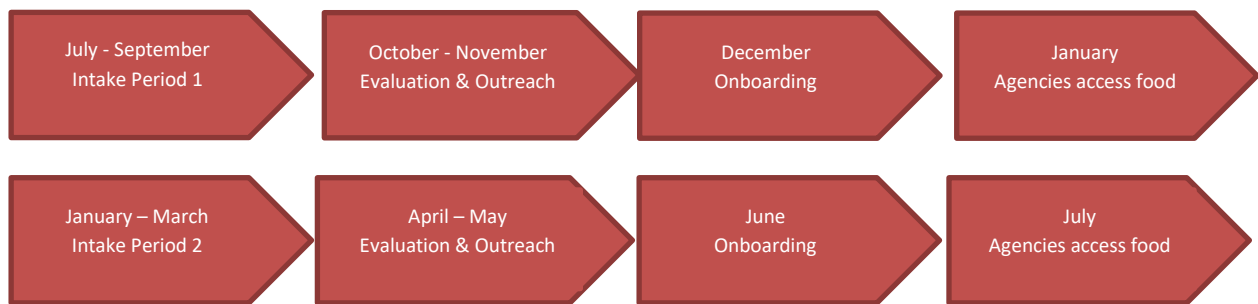 July - September
Intake Period 1
October - November
Evaluation & Outreach
December
Onboarding
January
Agencies access food
January – March
Intake Period 2
April – May
Evaluation & Outreach
June
Onboarding
July
Agencies access food